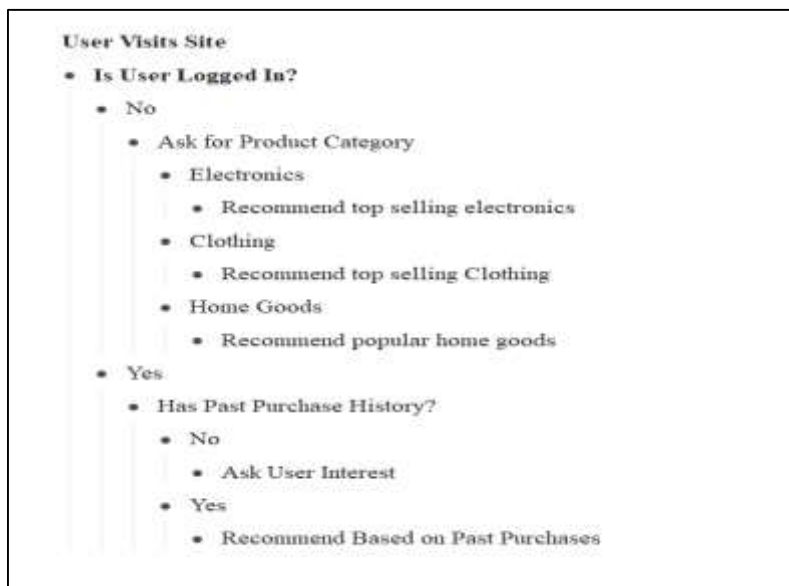 User Visits Site
Is User Logged In?
No
Ask for Product Category
Electronics
Recommend top selling electronics
Clothing
Recommend top selling Clothing
Home Goods
Recommend popular home goods
Yes
Has Past Purchase History?
No
Ask User Interest
Yes
Recommend Based on Past Purchases